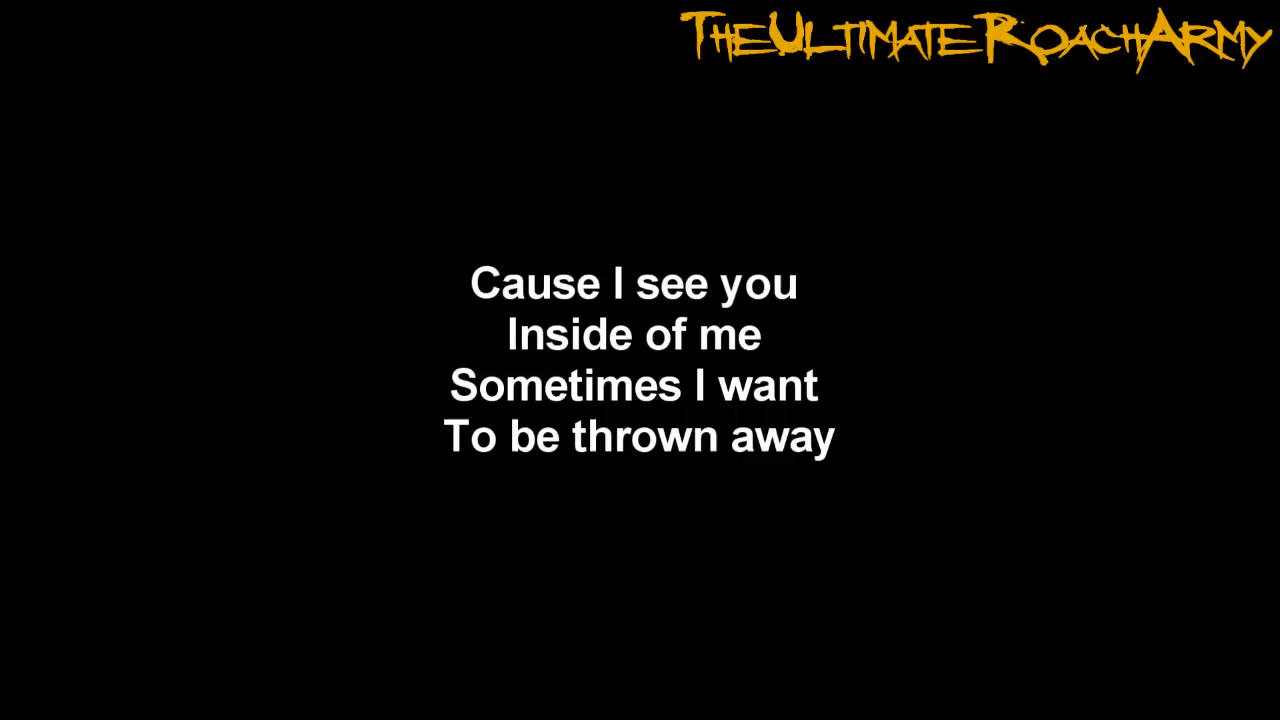 TheUltimateRoachArmy
Cause I see you
Inside of me
Sometimes I want
To be thrown away